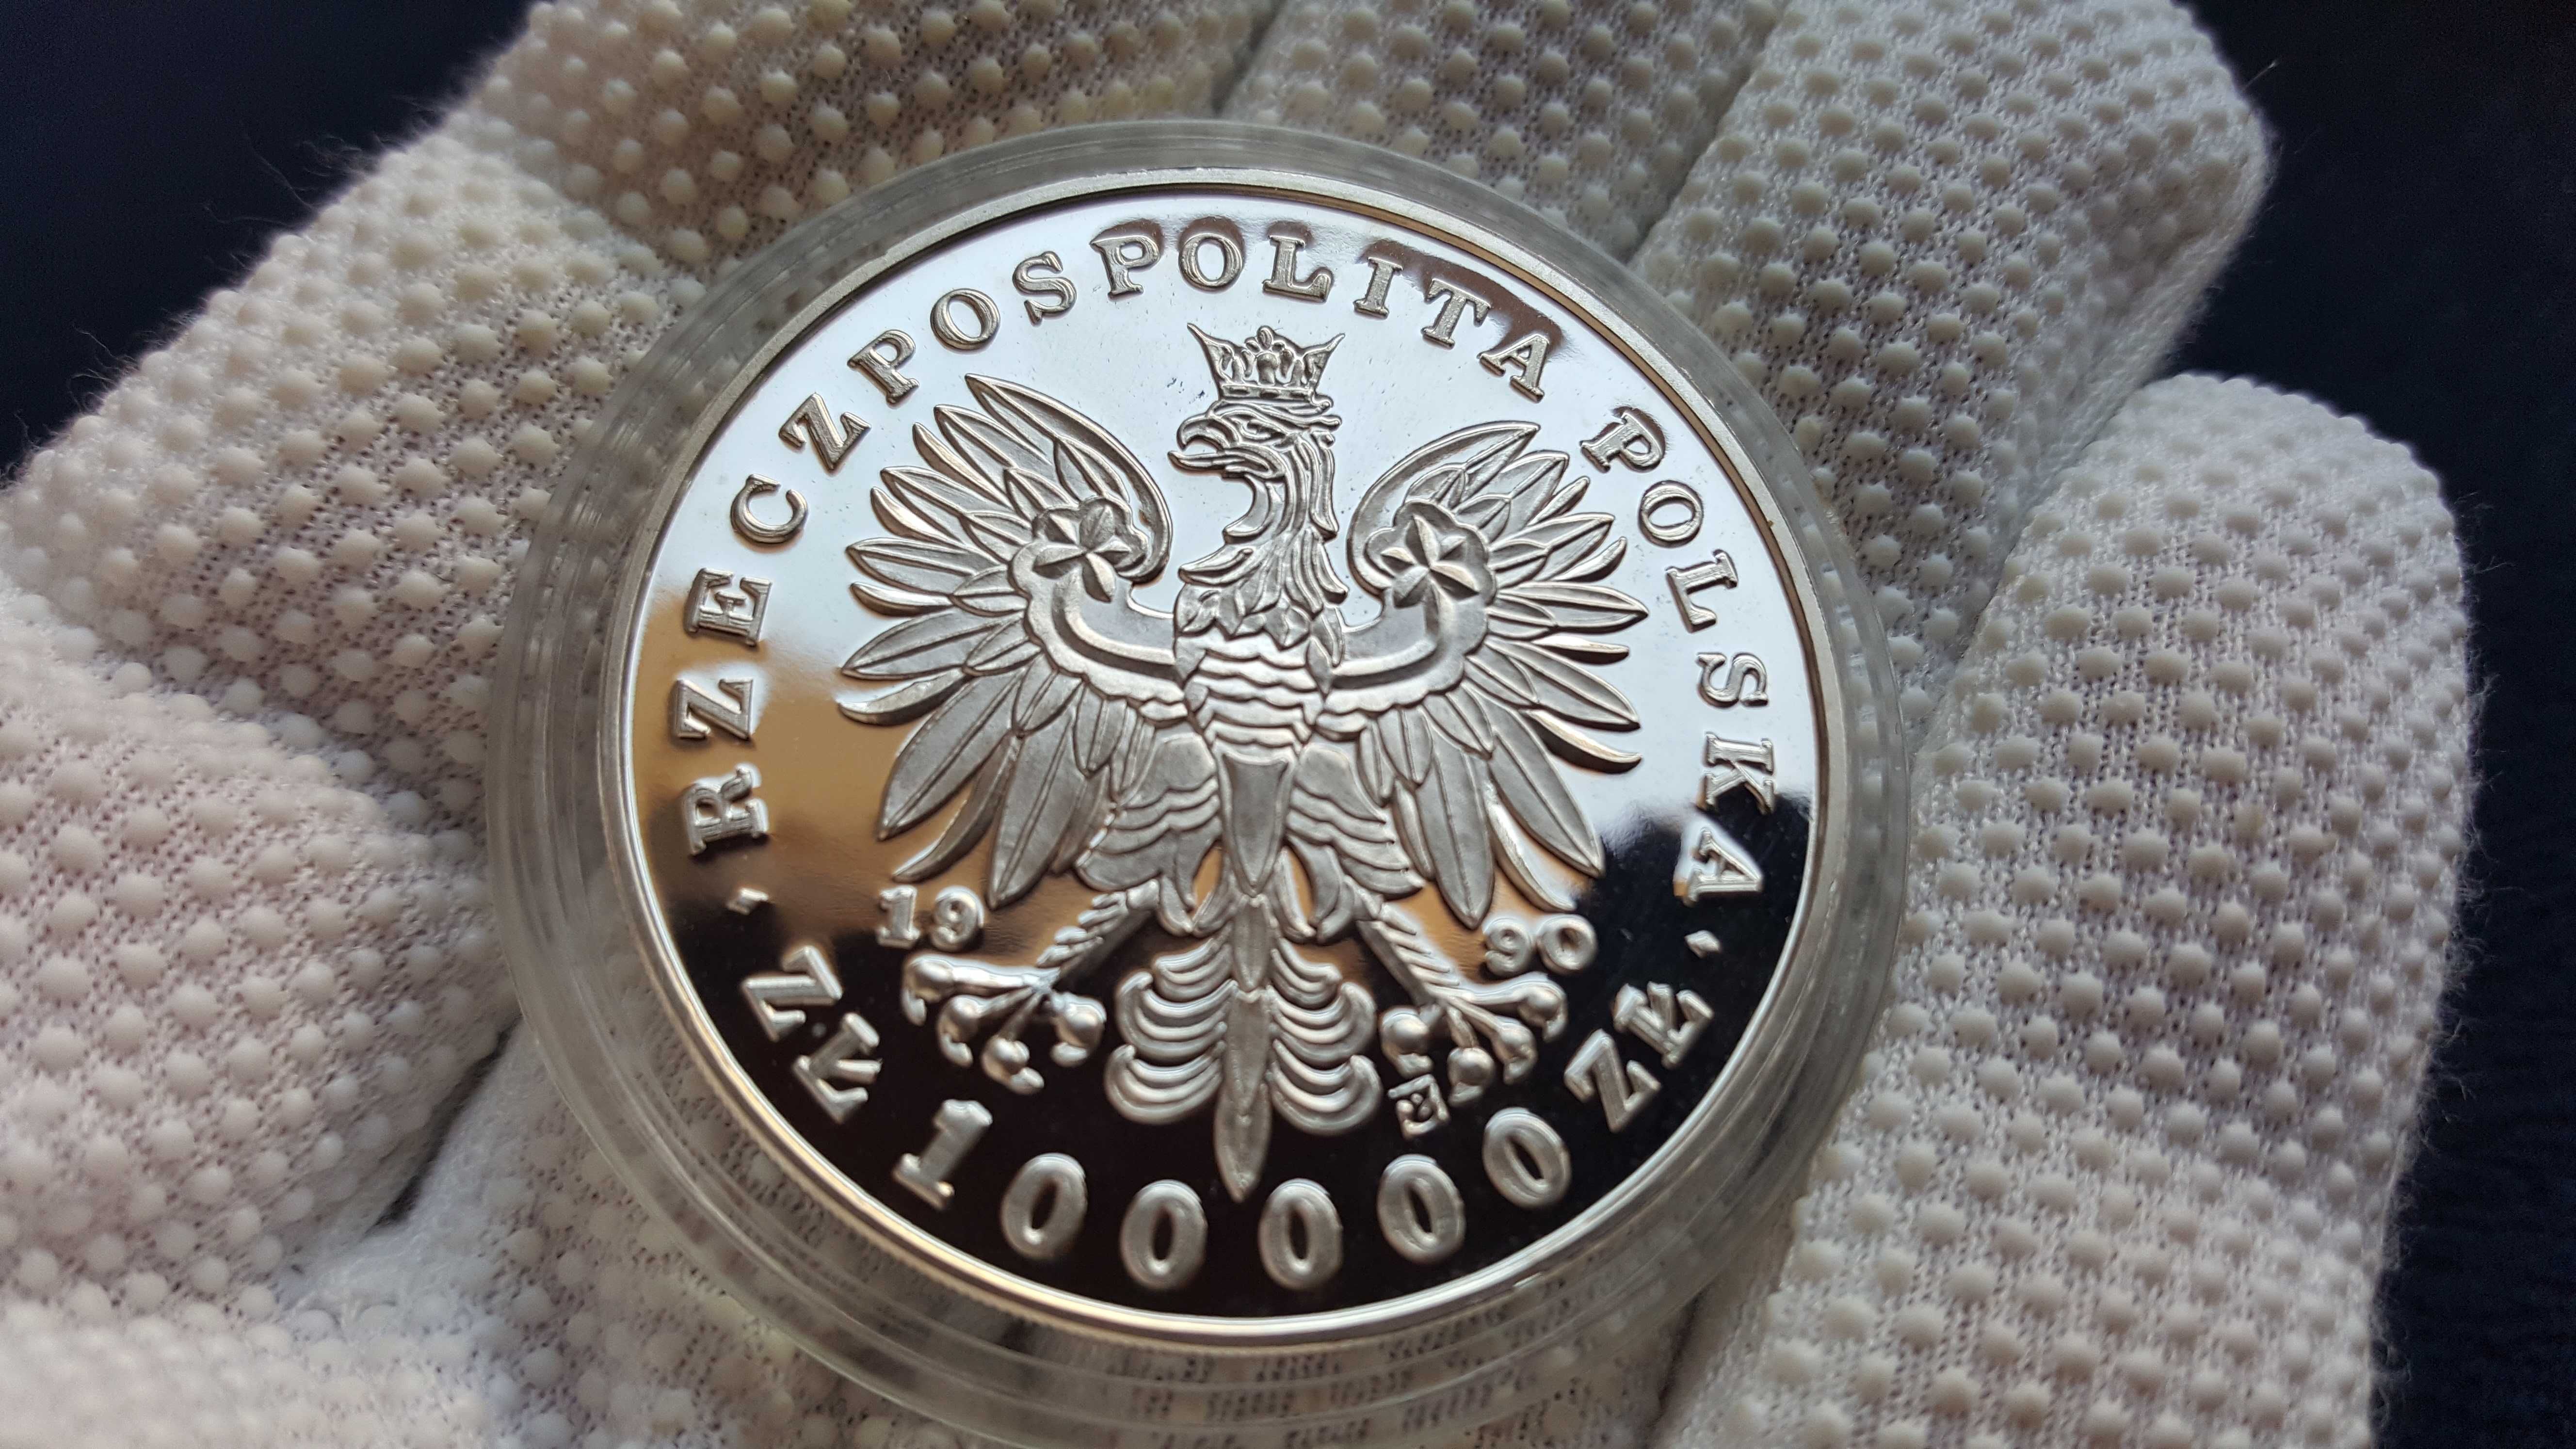 RZECZPOSPOLITA POLSKA
19 90
ZŁ 100000 ZŁ